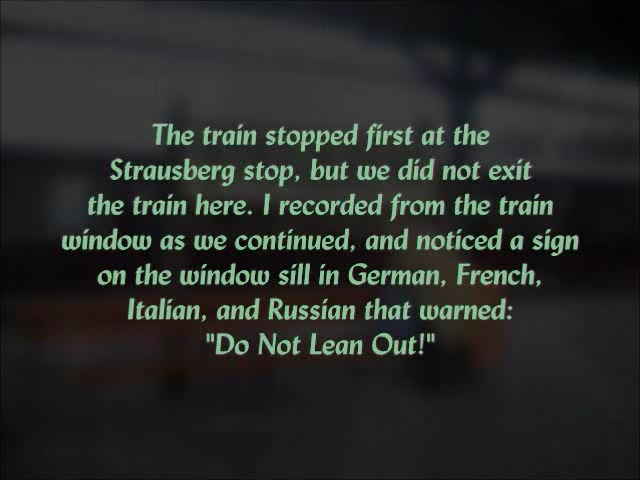 The train stopped first at the
Strausberg stop, but we did not exit
the train here. I recorded from the train
window as we continued, and noticed a sign
on the window sill in German, French,
Italian, and Russian that warned:
"Do Not Lean Out!"